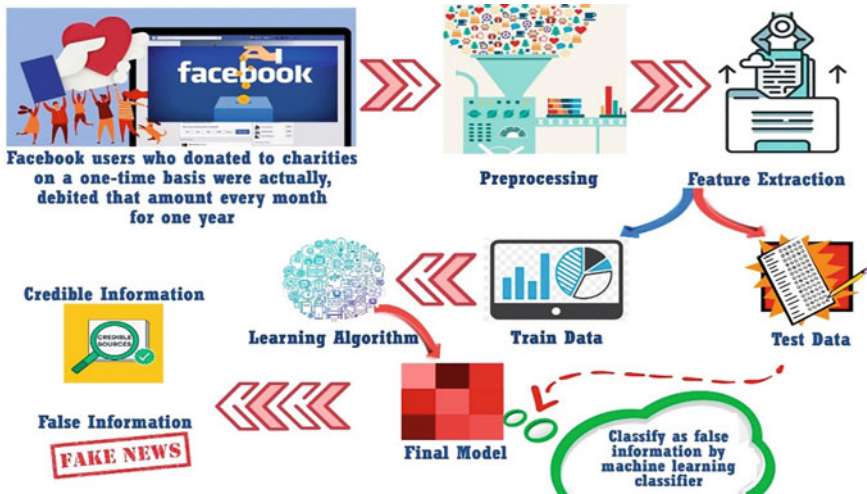 facebook
Facebook users who donated to charities
on a one-time basis were actually,
debited that amount every month
for one year
Preprocessing
Feature Extraction
Credible Information
CREDIBLE
SOURCES
Learning Algorithm
Train Data
Test Data
False Information
FAKE NEWS
Final Model
Classify as false
information by
machine learning
classifier